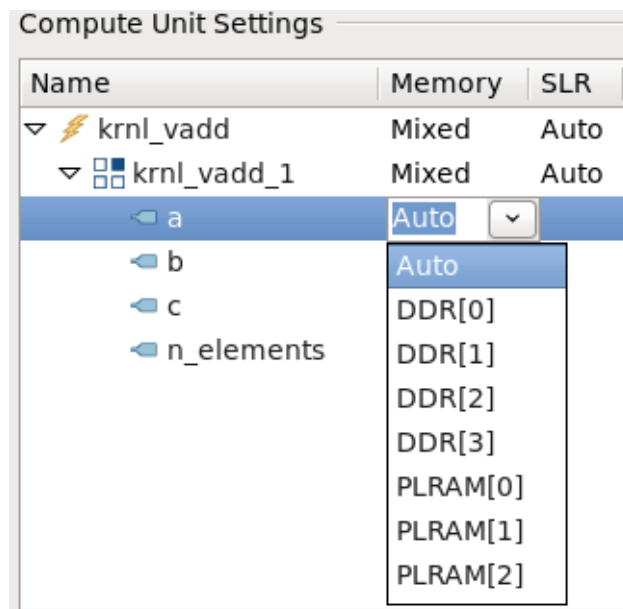 Compute Unit Settings
Name Memory SLR
krnl_vadd Mixed Auto
krnl_vadd_1 Mixed Auto
a Auto
b Auto
c DDR[0]
n_elements DDR[1]
DDR[2]
DDR[3]
PLRAM[0]
PLRAM[1]
PLRAM[2]